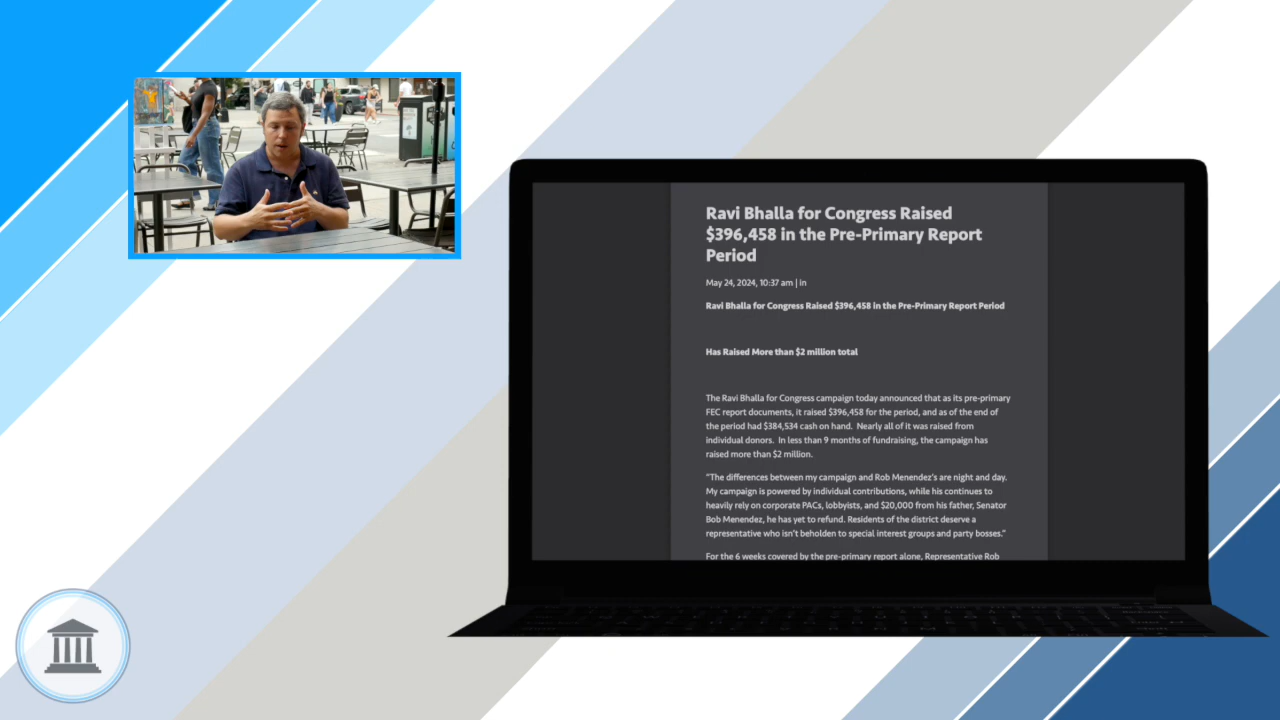 Ravi Bhalla for Congress Raised
$396,458 in the Pre-Primary Report
Period
May 24, 2024, 10:37 am | in
Ravi Bhalla for Congress Raised $396,458 in the Pre-Primary Report Period
Has Raised More than $2 million total
The Ravi Bhalla for Congress campaign today announced that as its pre-primary
FEC report documents, it raised $396,458 for the period, and as of the end of
the period had $384,534 cash on hand.  Nearly all of it was raised from
individual donors.  In less than 9 months of fundraising, the campaign has
raised more than $2 million.
“The differences between my campaign and Rob Menendez’s are night and day.
My campaign is powered by individual contributions, while his continues to
heavily rely on corporate PACs, lobbyists, and $20,000 from his father, Senator
Bob Menendez, he has yet to refund. Residents of the district deserve a
representative who isn’t beholden to special interest groups and party bosses.”
For the 6 weeks covered by the pre-primary report alone, Representative Rob